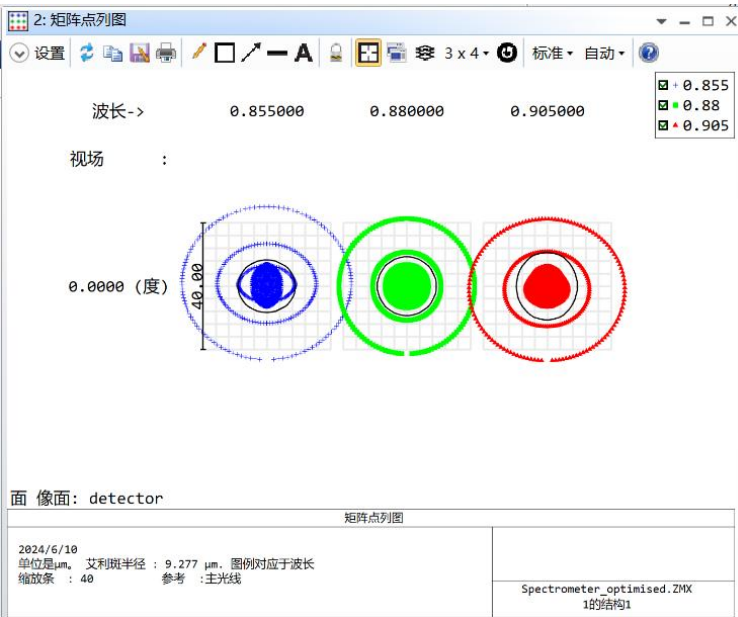 2: 矩阵点列图
设置
A
3 x 4
标准
自动
+ 0.855
0.88
0.905
波长-> 0.855000 0.880000 0.905000
视场 :
0.0000 (度)
40.00
面 像面: detector
矩阵点列图
2024/6/10
单位是μm。 艾利斑半径 : 9.277 μm. 图例对应于波长
缩放条 : 40 参考 :主光线
Spectrometer_optimised.ZMX
1的结构1